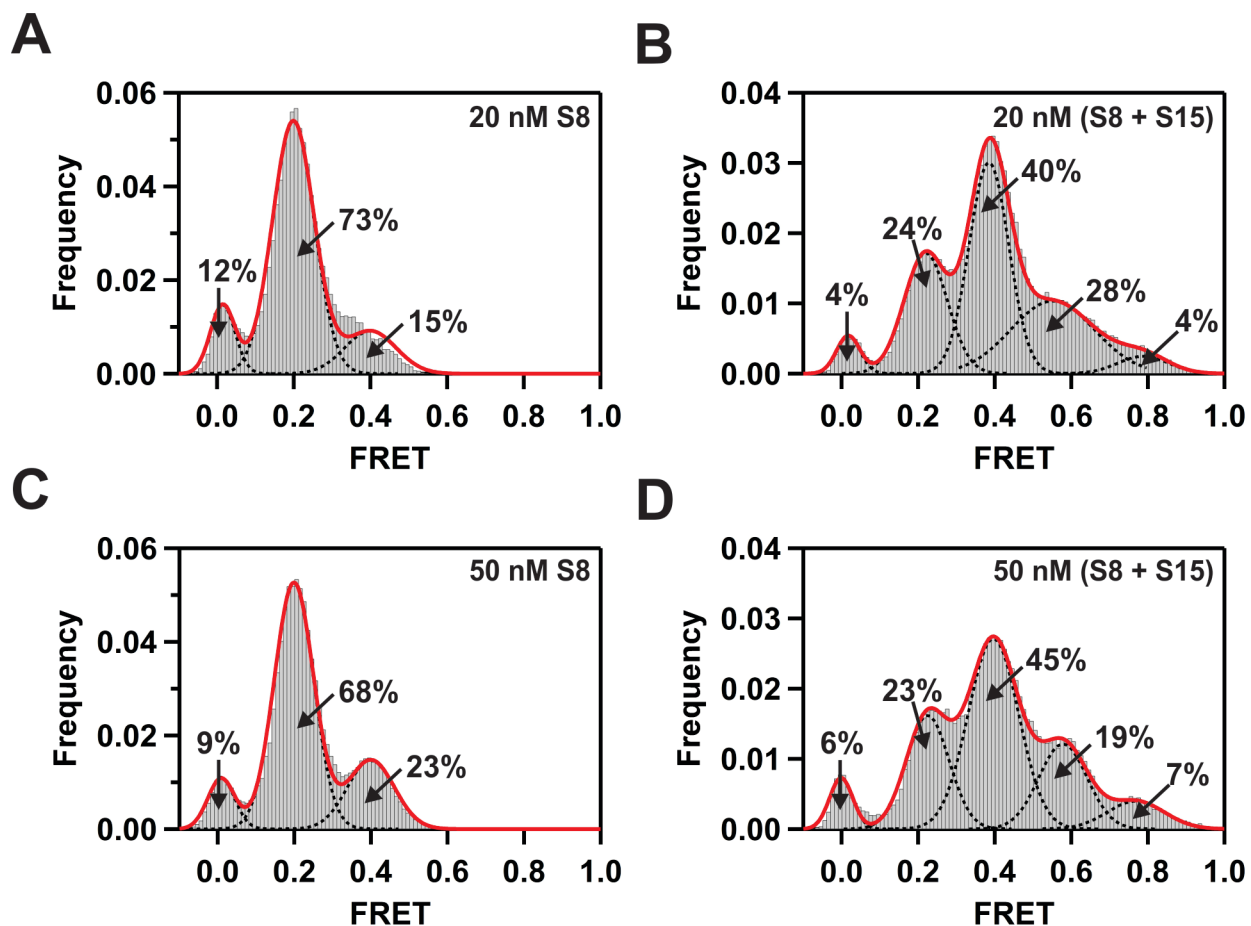 A
0.06
20 nM S8
0.04
73%
Frequency
12%
0.02
15%
0.00
0.0 0.2 0.4 0.6 0.8 1.0
FRET
B
0.04
20 nM (S8 + S15)
0.03
40%
24%
Frequency
0.02
28%
0.01
4%
4%
0.00
0.0 0.2 0.4 0.6 0.8 1.0
FRET
C
0.06
50 nM S8
0.04
68%
Frequency
9%
0.02
23%
0.00
0.0 0.2 0.4 0.6 0.8 1.0
FRET
D
0.04
50 nM (S8 + S15)
0.03
45%
23%
Frequency
0.02
19%
6%
0.01
7%
0.00
0.0 0.2 0.4 0.6 0.8 1.0
FRET